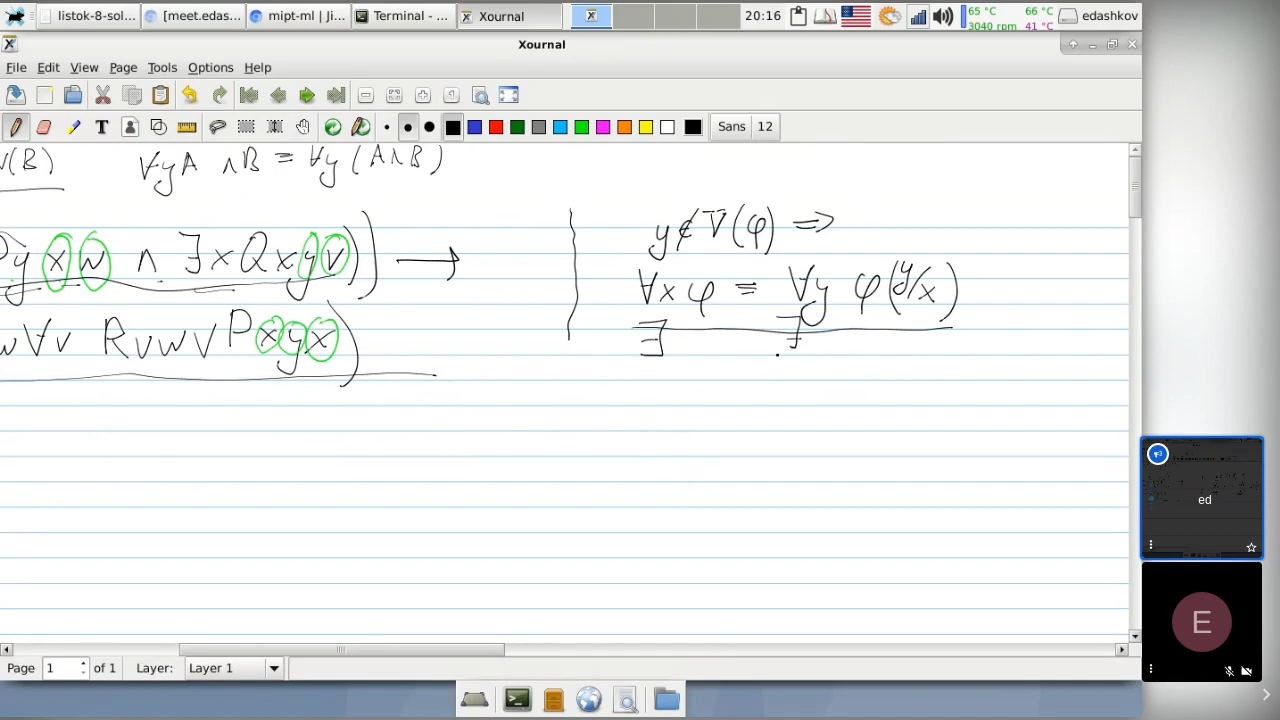 listok-8-sol...
[meet.edas...
mipt-ml | Ji...
Terminal - ...
Xournal
20:16
65 °C
3040 rpm
66 °C
41 °C
edashkov
Xournal
File Edit View Page Tools Options Help
Sans 12
(B) ∀yA ∧B ≡ ∀y(A∧B)
y x w ∧ ∃x Q x y v)) ⟶
w ∀v R v w v ∨ P x y x)
y∉V(φ) ⇒
∀x φ ≡ ∀y φ(y/x)
∃ ∃
Page 1 of 1 Layer: Layer 1
ed
E